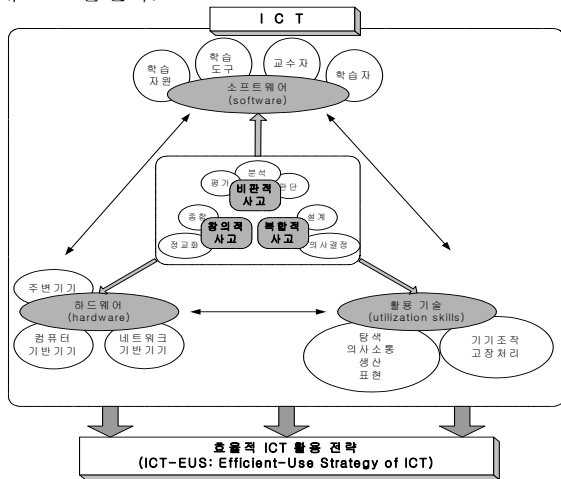 I C T
학습
자원
학습
도구
교수자
학습자
소프트웨어
(software)
분석
평가
판단
비판적
사고
종합
창의적
사고
정교화
설계
복합적
사고
의사결정
주변기기
하드웨어
(hardware)
컴퓨터
기반기기
네트워크
기반기기
활용 기술
(utilization skills)
탐색
의사소통
생산
표현
기기조작
고장처리
효율적 ICT 활용 전략
(ICT-EUS: Efficient-Use Strategy of ICT)